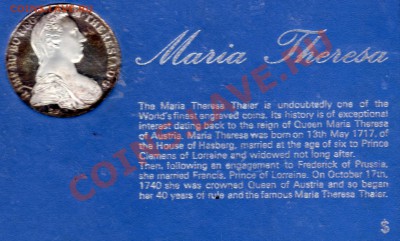 Maria Theresa
The Maria Theresa Thaler is undoubtedly one of the
World's finest engraved coins. Its history is of exceptional
interest dating back to the reign of Queen Maria Theresa
of Austria. Maria Theresa was born on 13th May 1717, of
the House of Hasberg, married at the age of six to Prince
Clemens of Lorraine and widowed not long after.
Then, following an engagement to Frederick of Prussia,
she married Francis, Prince of Lorraine. On October 17th,
1740 she was crowned Queen of Austria and so began
her 40 years of rule and the famous Maria Theresa Thaler.
$